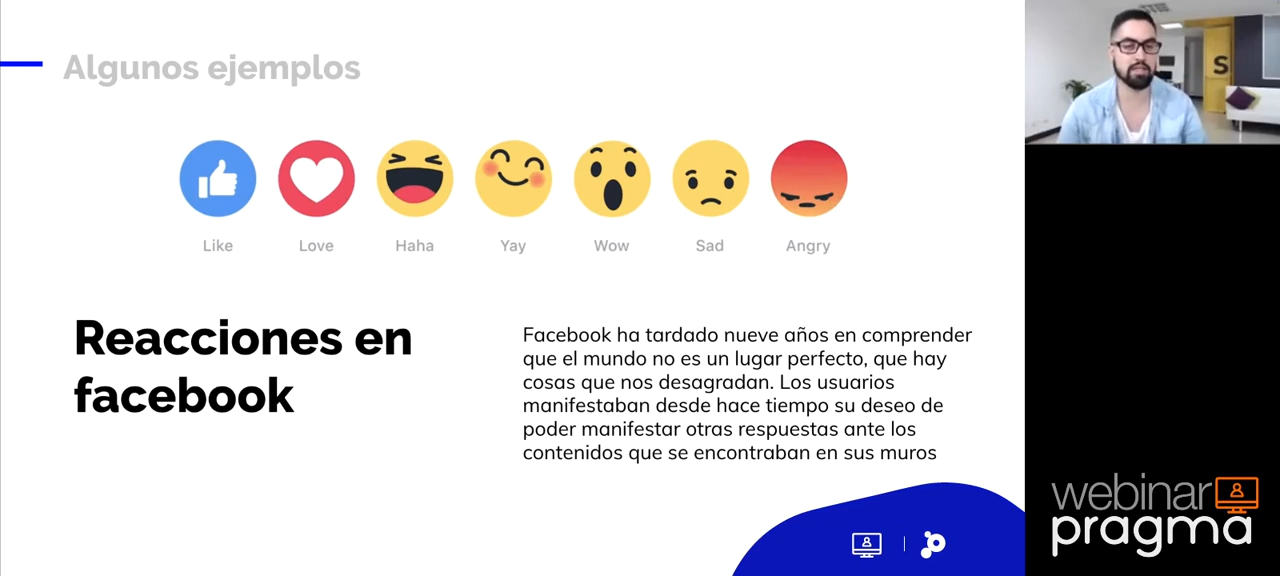 Algunos ejemplos
Like
Love
Haha
Yay
Wow
Sad
Angry
Reacciones en
facebook
Facebook ha tardado nueve años en comprender
que el mundo no es un lugar perfecto, que hay
cosas que nos desagradan. Los usuarios
manifestaban desde hace tiempo su deseo de
poder manifestar otras respuestas ante los
contenidos que se encontraban en sus muros
S
webinar
pragma